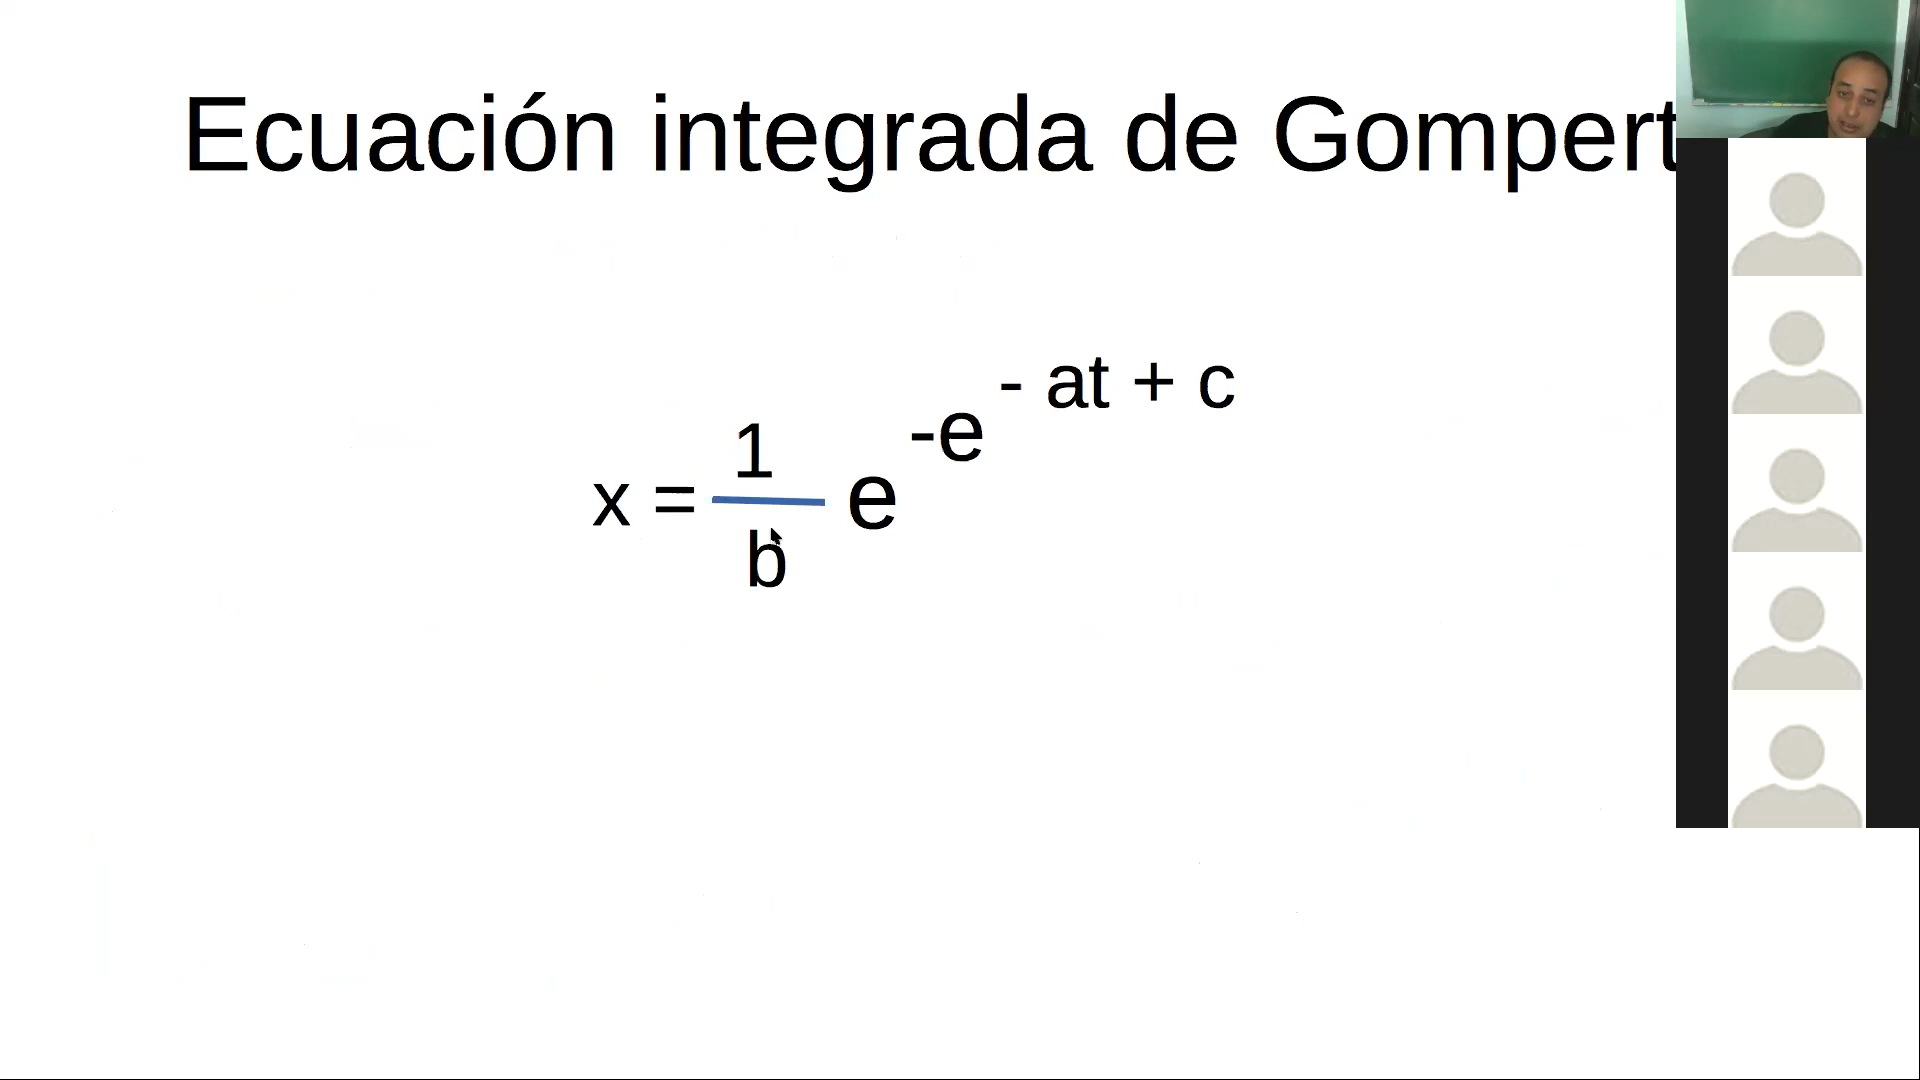 Ecuación integrada de Gompert
- at + c
-e
1
x = e
b